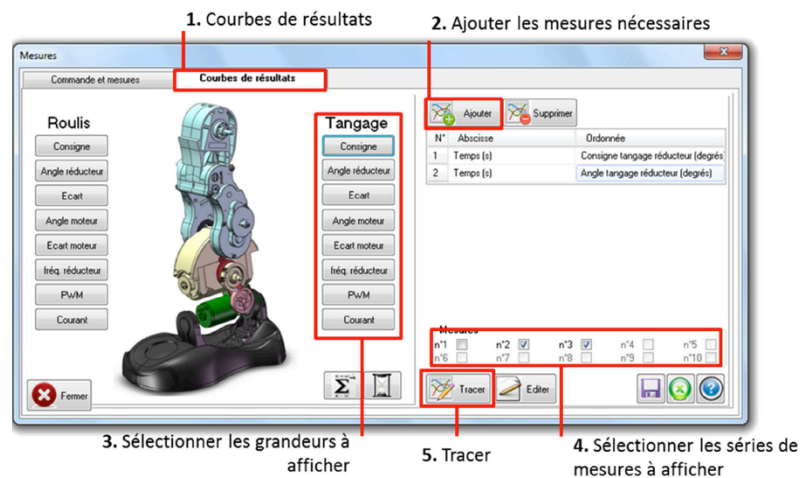 1. Courbes de résultats
2. Ajouter les mesures nécessaires
Mesures
Commande et mesures
Courbes de résultats
Roulis
Consigne
Angle réducteur
Ecart
Angle moteur
Ecart moteur
fréq. réducteur
PWM
Courant
Tangage
Consigne
Angle réducteur
Ecart
Angle moteur
Ecart moteur
fréq. réducteur
PWM
Courant
Fermer
Ajouter
Supprimer
N° Abscisse Ordonnée
1 Temps (s) Consigne tangage réducteur (degrés)
2 Temps (s) Angle tangage réducteur (degrés)
Mesures
n°1 n°2 n°3 n°4 n°5
n°6 n°7 n°8 n°9 n°10
Tracer
Editer
3. Sélectionner les grandeurs à
afficher
5. Tracer
4. Sélectionner les séries de
mesures à afficher